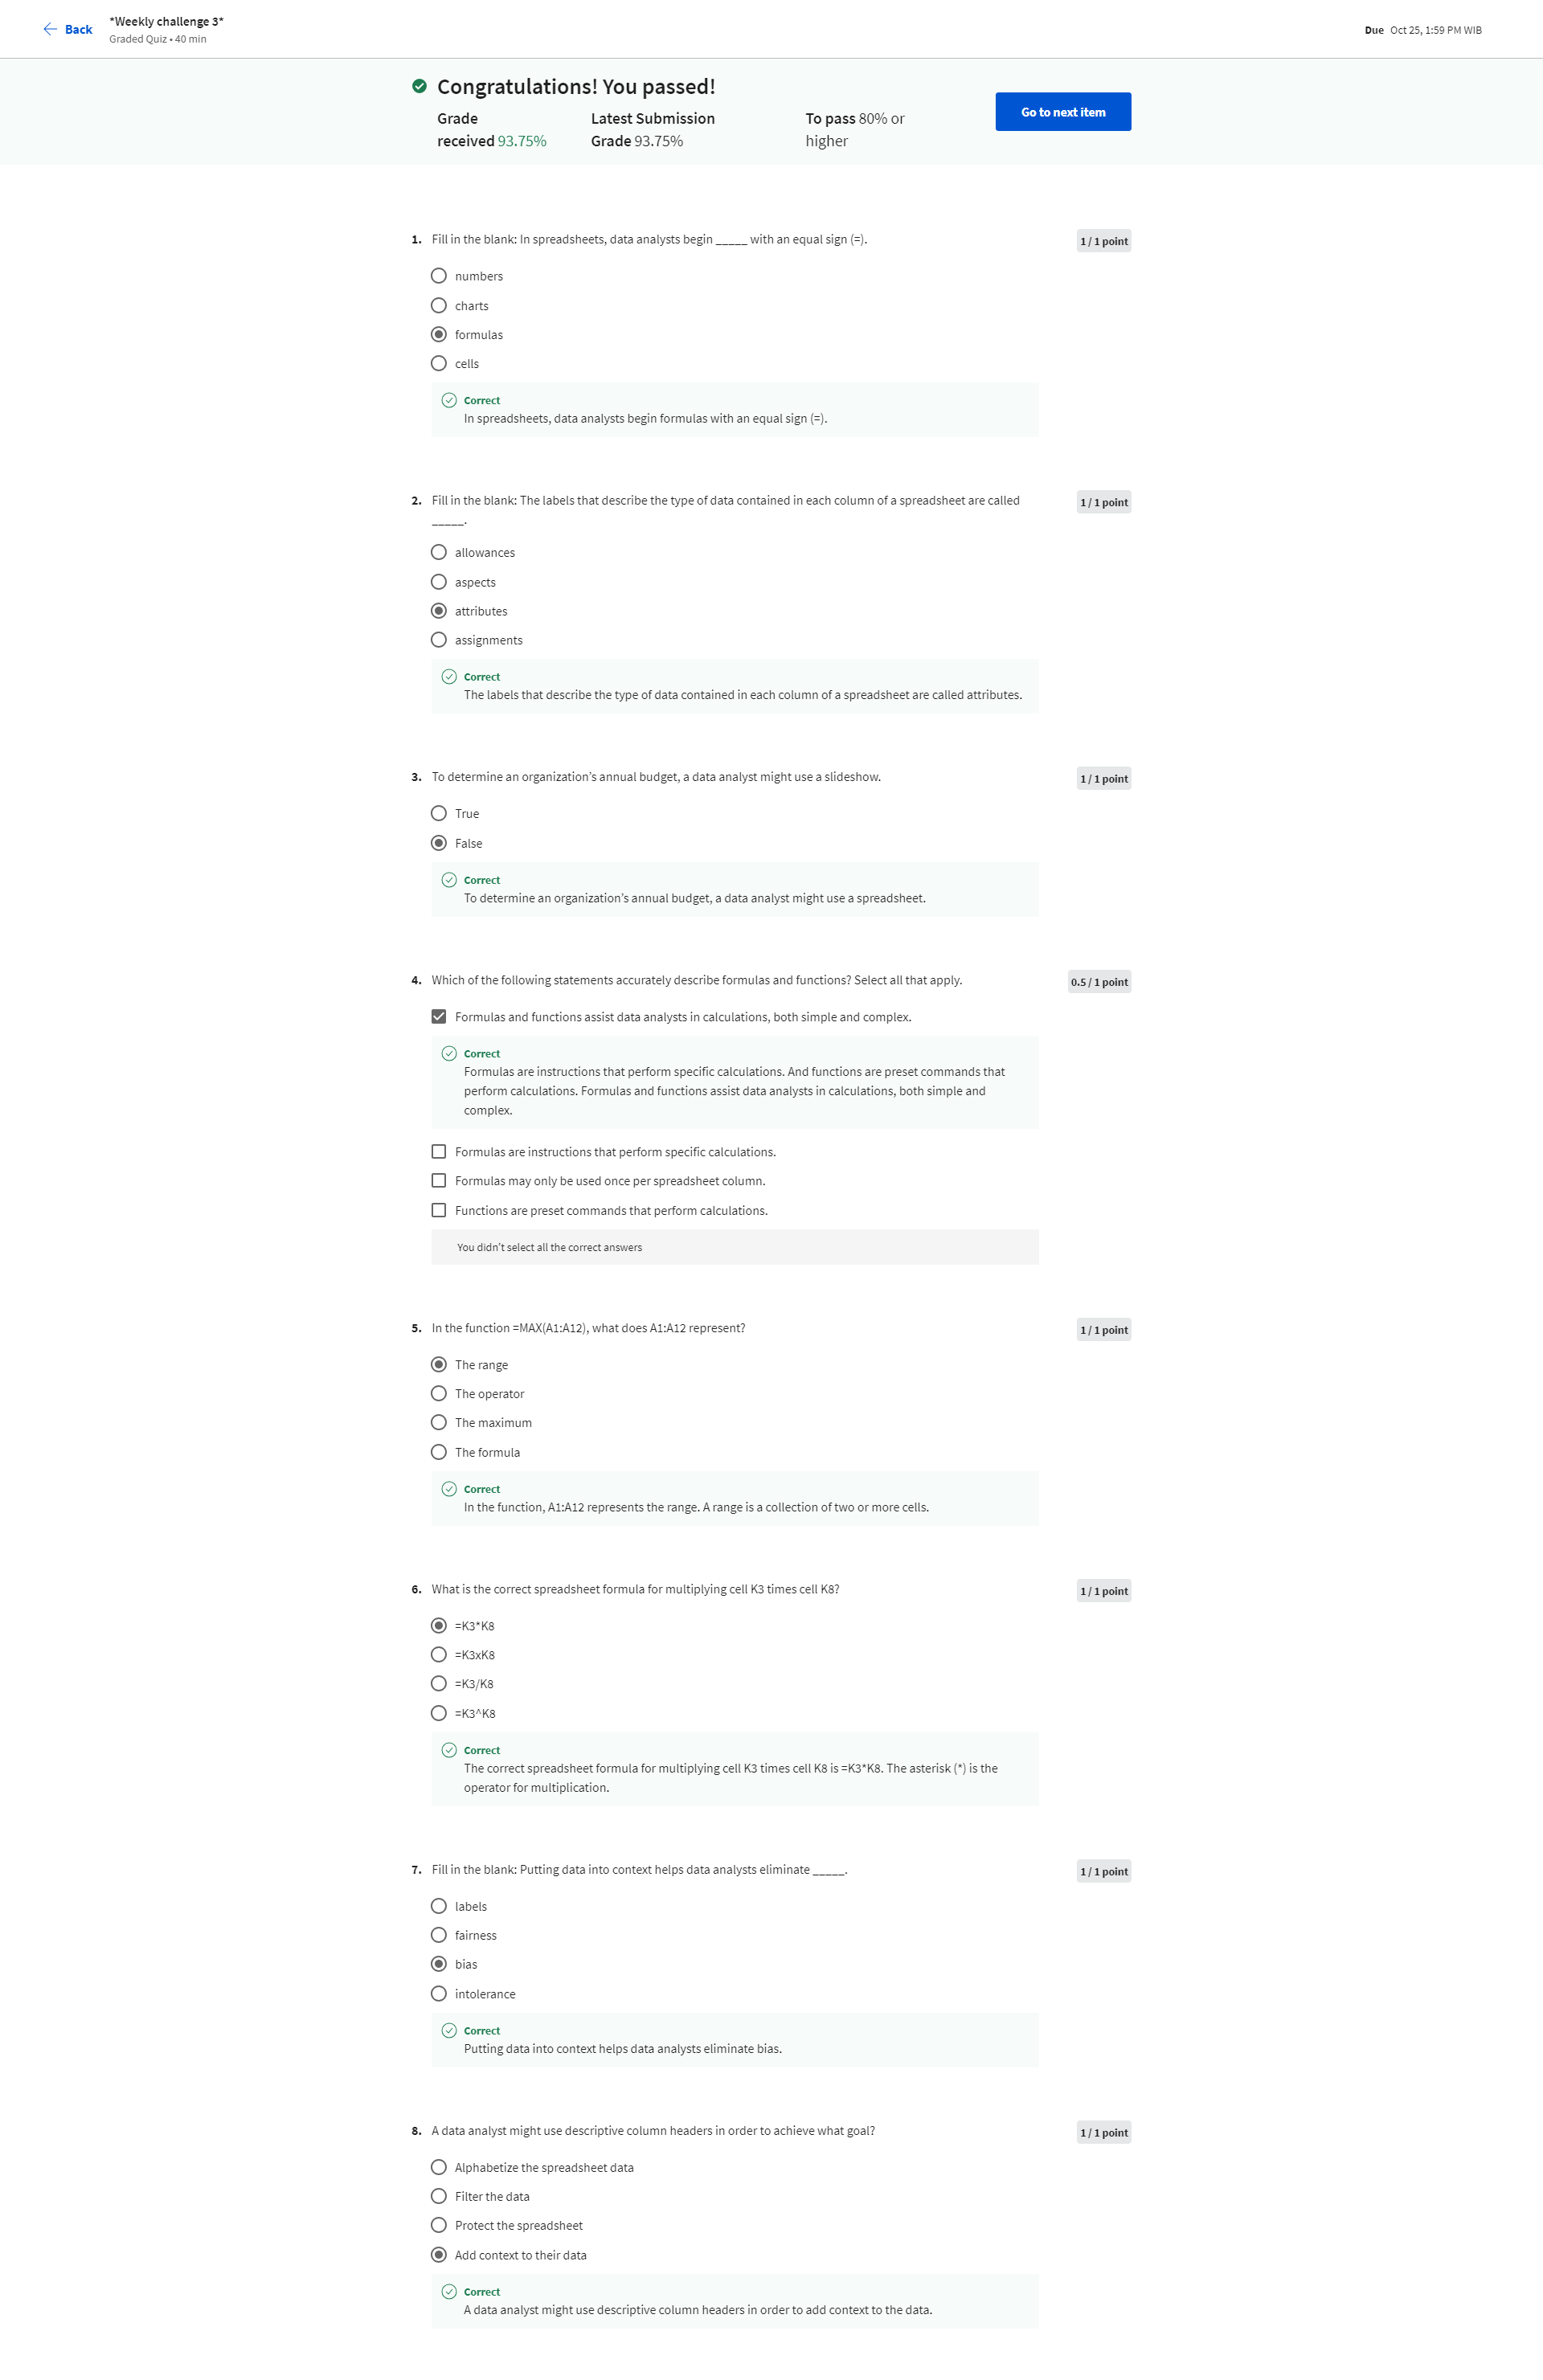 Back
*Weekly challenge 3*
Graded Quiz • 40 min
Due Oct 25, 1:59 PM WIB
Congratulations! You passed!
Grade
received 93.75%
Latest Submission
Grade 93.75%
To pass 80% or
higher
Go to next item
1. Fill in the blank: In spreadsheets, data analysts begin _____ with an equal sign (=).
1 / 1 point
numbers
charts
formulas
cells
Correct
In spreadsheets, data analysts begin formulas with an equal sign (=).
2. Fill in the blank: The labels that describe the type of data contained in each column of a spreadsheet are called
_____.
1 / 1 point
allowances
aspects
attributes
assignments
Correct
The labels that describe the type of data contained in each column of a spreadsheet are called attributes.
3. To determine an organization’s annual budget, a data analyst might use a slideshow.
1 / 1 point
True
False
Correct
To determine an organization’s annual budget, a data analyst might use a spreadsheet.
4. Which of the following statements accurately describe formulas and functions? Select all that apply.
0.5 / 1 point
Formulas and functions assist data analysts in calculations, both simple and complex.
Correct
Formulas are instructions that perform specific calculations. And functions are preset commands that
perform calculations. Formulas and functions assist data analysts in calculations, both simple and
complex.
Formulas are instructions that perform specific calculations.
Formulas may only be used once per spreadsheet column.
Functions are preset commands that perform calculations.
You didn’t select all the correct answers
5. In the function =MAX(A1:A12), what does A1:A12 represent?
1 / 1 point
The range
The operator
The maximum
The formula
Correct
In the function, A1:A12 represents the range. A range is a collection of two or more cells.
6. What is the correct spreadsheet formula for multiplying cell K3 times cell K8?
1 / 1 point
=K3*K8
=K3xK8
=K3/K8
=K3^K8
Correct
The correct spreadsheet formula for multiplying cell K3 times cell K8 is =K3*K8. The asterisk (*) is the
operator for multiplication.
7. Fill in the blank: Putting data into context helps data analysts eliminate _____.
1 / 1 point
labels
fairness
bias
intolerance
Correct
Putting data into context helps data analysts eliminate bias.
8. A data analyst might use descriptive column headers in order to achieve what goal?
1 / 1 point
Alphabetize the spreadsheet data
Filter the data
Protect the spreadsheet
Add context to their data
Correct
A data analyst might use descriptive column headers in order to add context to the data.